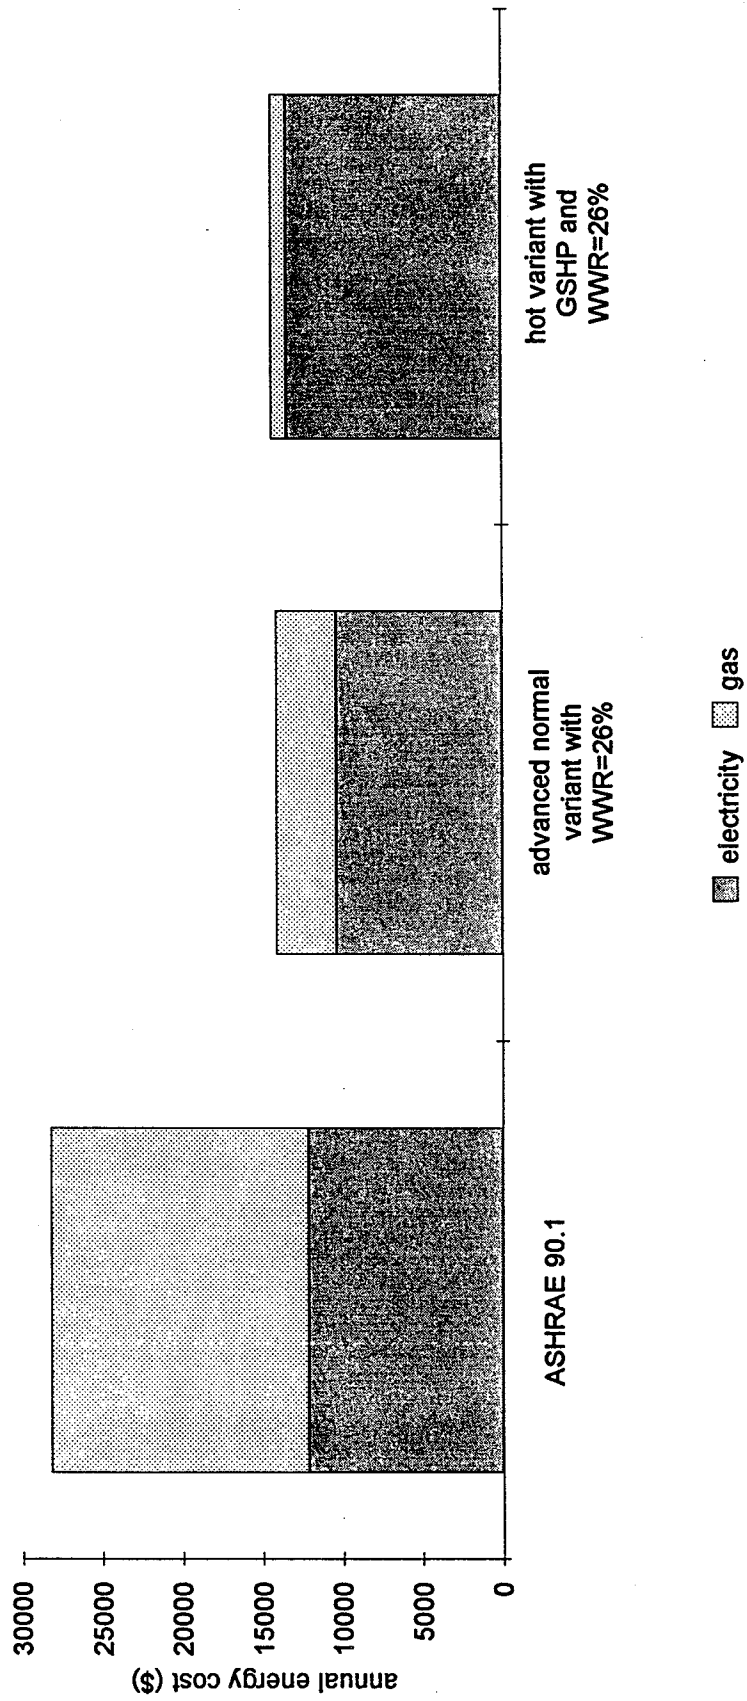 annual energy cost ($)
30000
25000
20000
15000
10000
5000
0
ASHRAE 90.1
advanced normal
variant with
WWR=26%
hot variant with
GSHP and
WWR=26%
electricity
gas